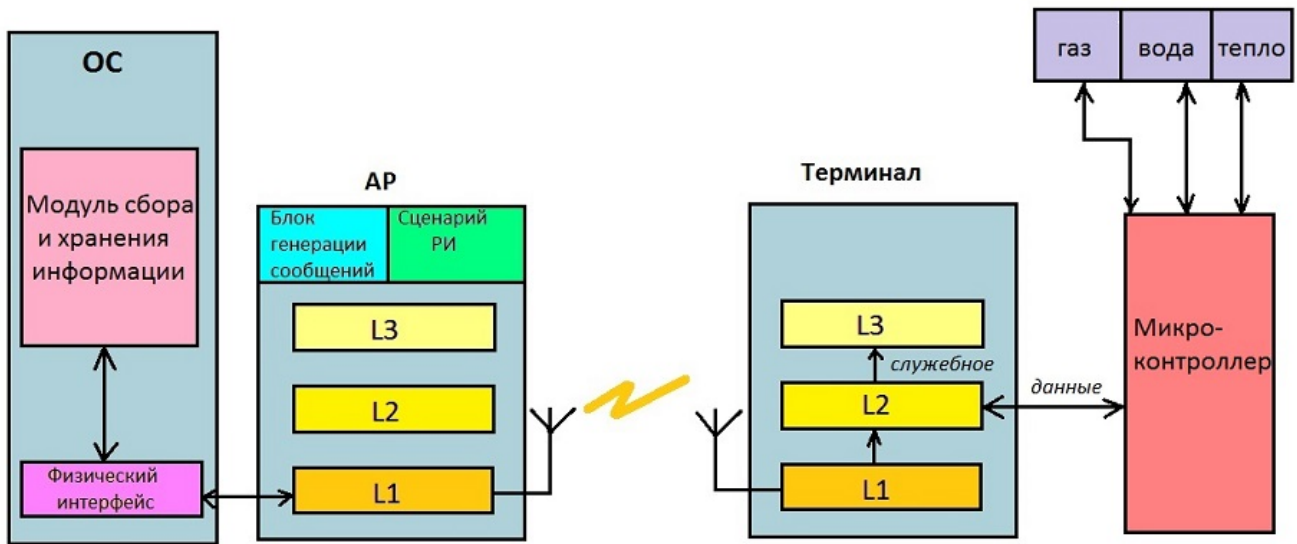 ОС
Модуль сбора
и хранения
информации
Физический
интерфейс
AP
Блок
генерации
сообщений
Сценарий
РИ
L3
L2
L1
Терминал
L3
служебное
L2
L1
данные
газ
вода
тепло
Микро-
контроллер